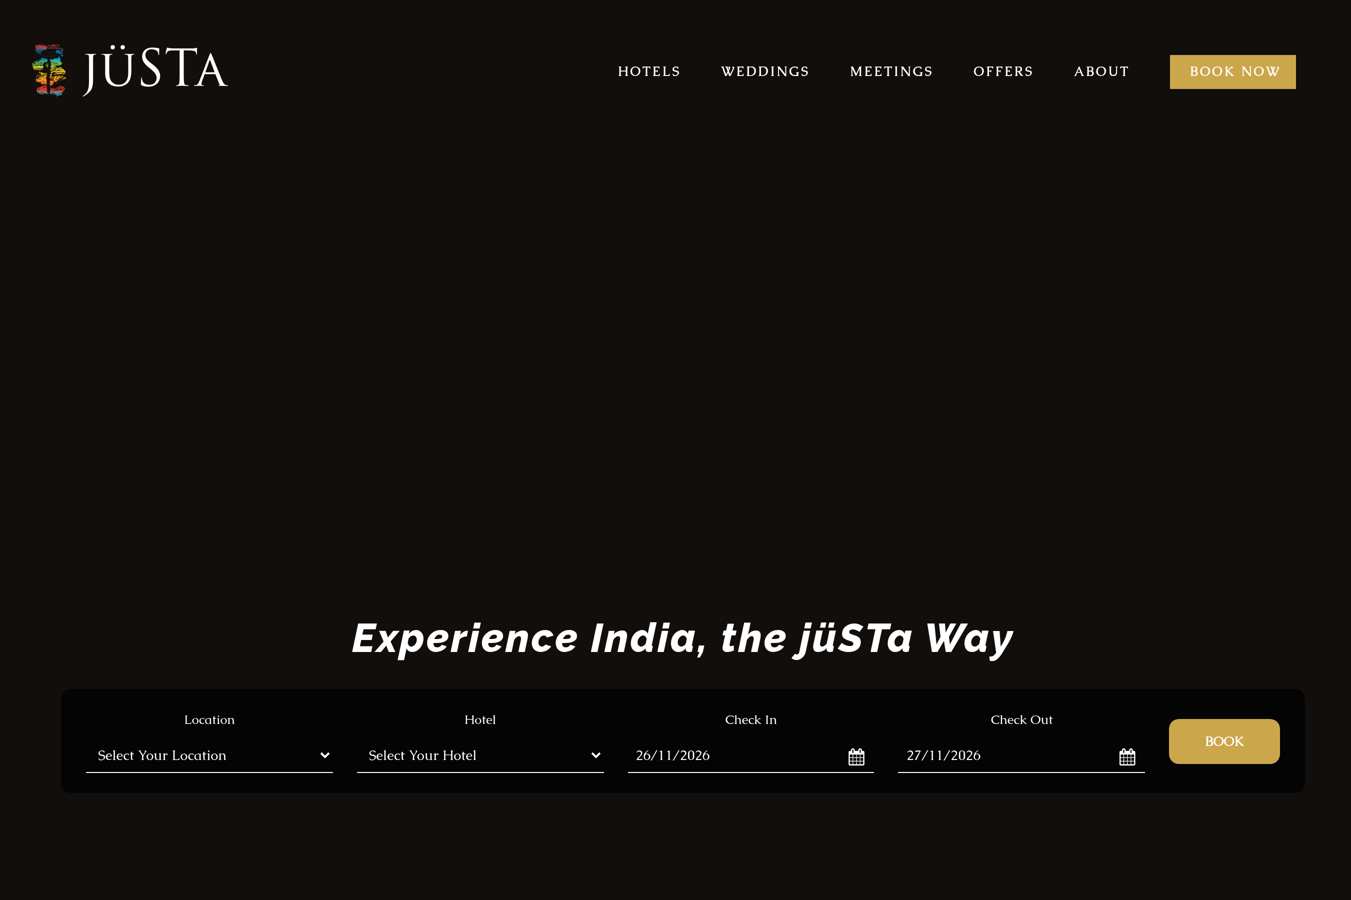 JüSTA
HOTELS WEDDINGS MEETINGS OFFERS ABOUT BOOK NOW
Experience India, the jüSTa Way
Location Hotel Check In Check Out
Select Your Location Select Your Hotel 26/11/2026 27/11/2026 BOOK